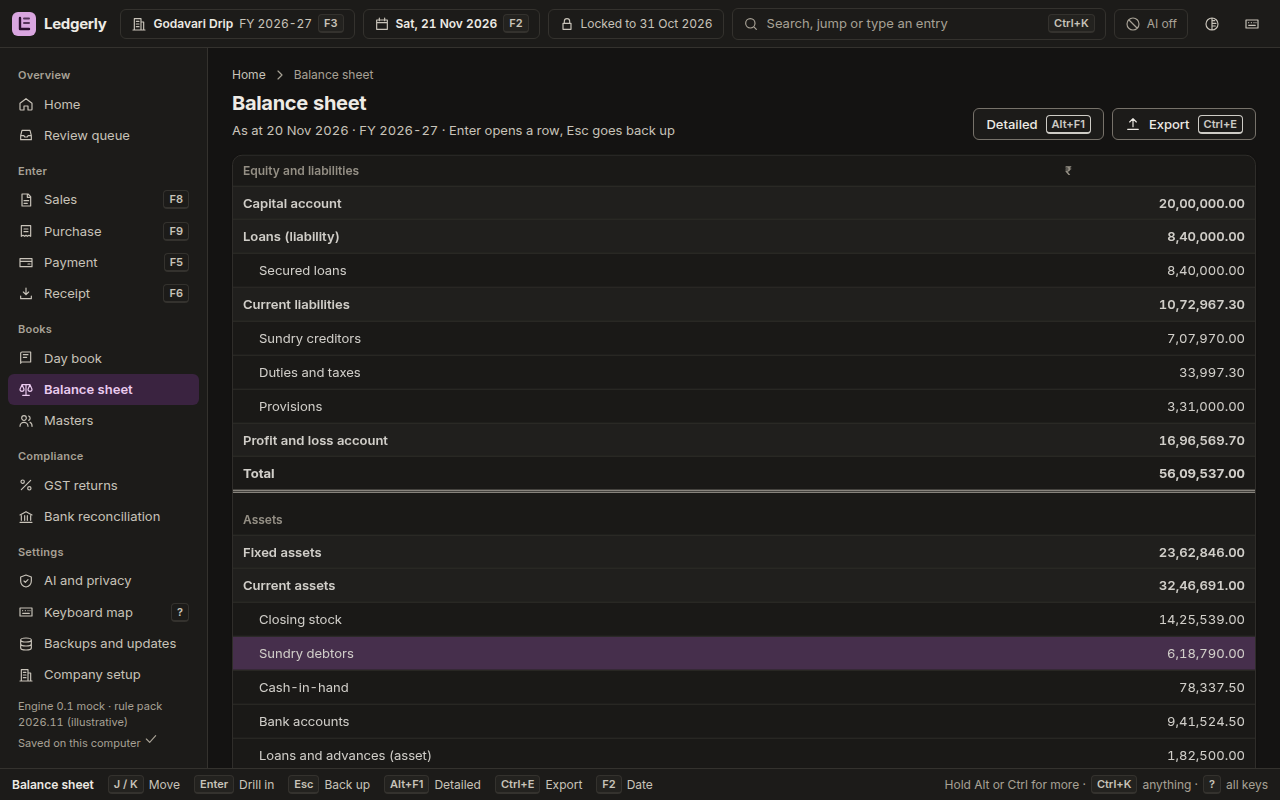 Ledgerly
Godavari Drip FY 2026-27 F3
Sat, 21 Nov 2026 F2
Locked to 31 Oct 2026
Search, jump or type an entry Ctrl+K
AI off
Overview
Home
Review queue
Enter
Sales F8
Purchase F9
Payment F5
Receipt F6
Books
Day book
Balance sheet
Masters
Compliance
GST returns
Bank reconciliation
Settings
AI and privacy
Keyboard map ?
Backups and updates
Company setup
Engine 0.1 mock · rule pack
2026.11 (illustrative)
Saved on this computer
Home > Balance sheet
Balance sheet
As at 20 Nov 2026 · FY 2026-27 · Enter opens a row, Esc goes back up
Detailed Alt+F1
Export Ctrl+E
Equity and liabilities ₹
Capital account 20,00,000.00
Loans (liability) 8,40,000.00
Secured loans 8,40,000.00
Current liabilities 10,72,967.30
Sundry creditors 7,07,970.00
Duties and taxes 33,997.30
Provisions 3,31,000.00
Profit and loss account 16,96,569.70
Total 56,09,537.00
Assets
Fixed assets 23,62,846.00
Current assets 32,46,691.00
Closing stock 14,25,539.00
Sundry debtors 6,18,790.00
Cash-in-hand 78,337.50
Bank accounts 9,41,524.50
Loans and advances (asset) 1,82,500.00
Balance sheet J / K Move Enter Drill in Esc Back up Alt+F1 Detailed Ctrl+E Export F2 Date
Hold Alt or Ctrl for more · Ctrl+K anything · ? all keys